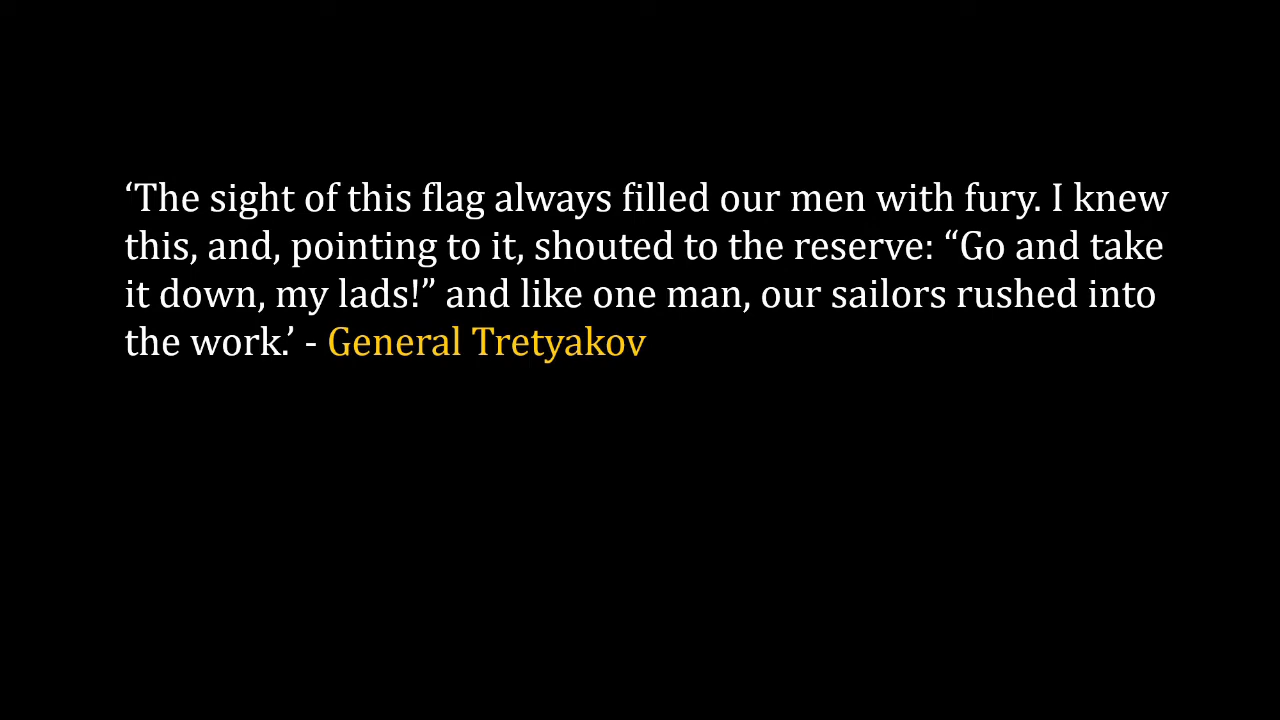 ‘The sight of this flag always filled our men with fury. I knew
this, and, pointing to it, shouted to the reserve: “Go and take
it down, my lads!” and like one man, our sailors rushed into
the work.’ - General Tretyakov